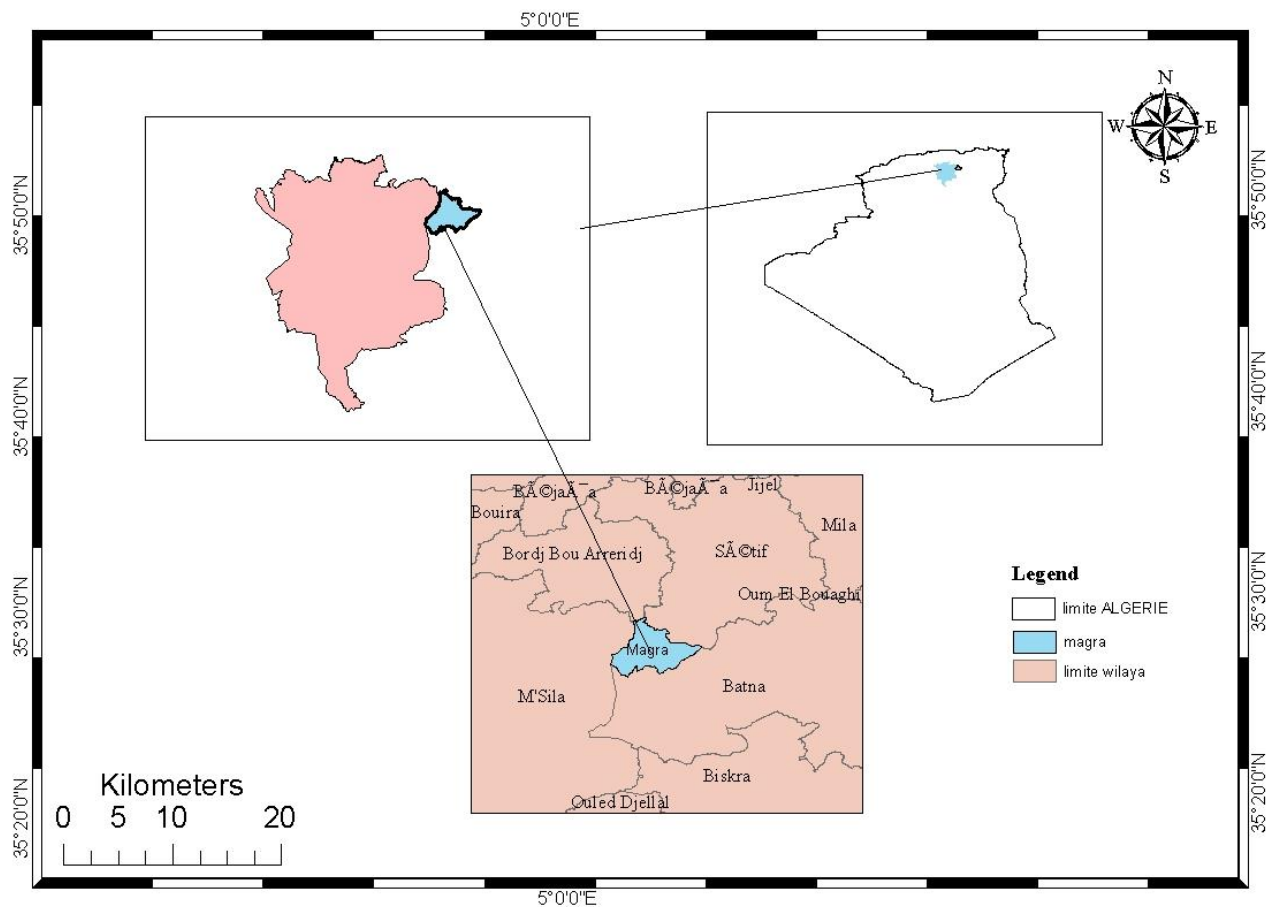 5°0'0"E
N
W E
S
35°50'0"N
35°50'0"N
35°40'0"N
35°40'0"N
35°30'0"N
35°30'0"N
35°20'0"N
35°20'0"N
BÃ©jaÃ¯a
BÃ©jaÃ¯a
Jijel
Bouira
Mila
Bordj Bou Arreridj
SÃ©tif
Oum El Bouaghi
Magra
M'Sila
Batna
Biskra
Ouled Djellal
Legend
limite ALGERIE
magra
limite wilaya
Kilometers
0 5 10 20
5°0'0"E